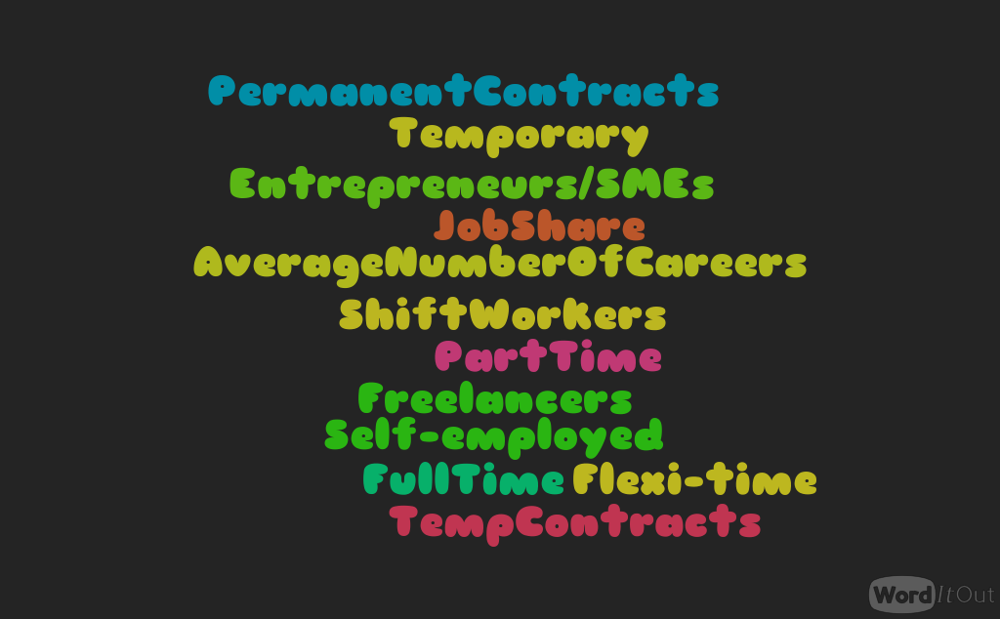 PermanentContracts
Temporary
Entrepreneurs/SMEs
JobShare
AverageNumberOfCareers
ShiftWorkers
PartTime
Freelancers
Self-employed
FullTime Flexi-time
TempContracts
WordItOut